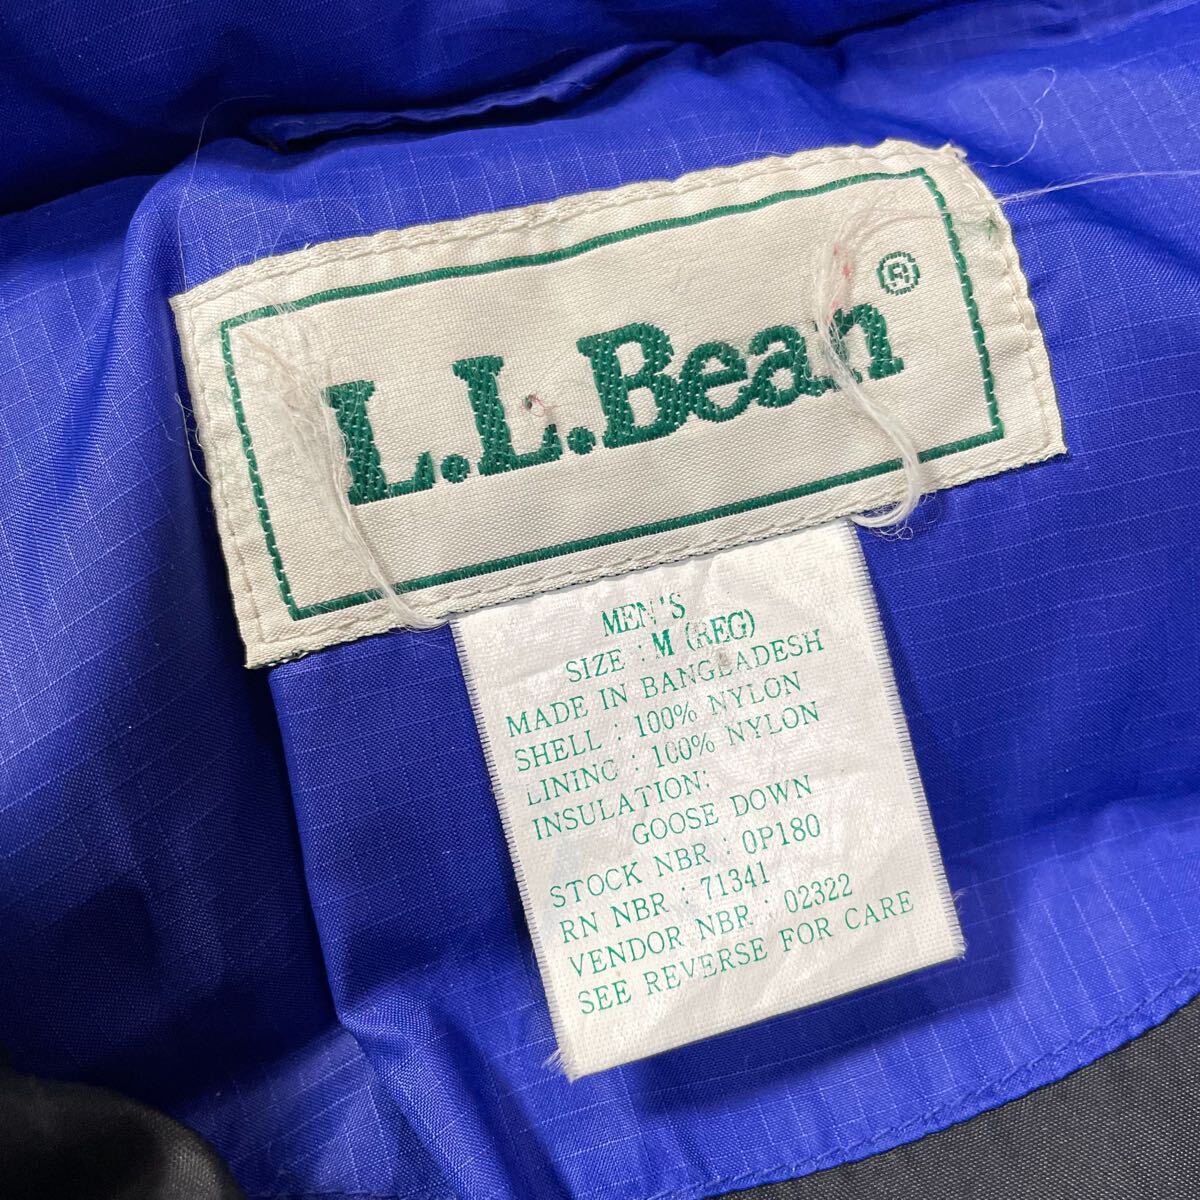 L.L.Bean®
MEN'S
SIZE : M (REG)
MADE IN BANGLADESH
SHELL : 100% NYLON
LINING : 100% NYLON
INSULATION:
GOOSE DOWN
STOCK NBR : 0P180
RN NBR : 71341
VENDOR NBR : 02322
SEE REVERSE FOR CARE